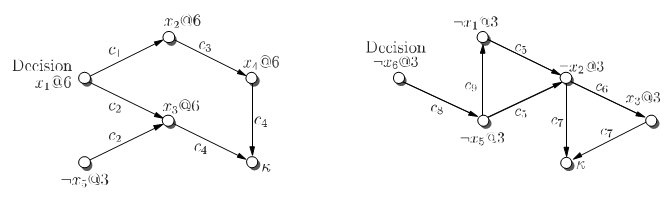 x₂@6
c₁
c₃
Decision
x₁@6
x₄@6
c₂
x₃@6
c₄
c₂
c₄
κ
¬x₅@3
¬x₁@3
Decision
¬x₆@3
c₅
¬x₂@3
c₉
c₆
x₃@3
c₈
c₅
c₇
c₇
¬x₅@3
κ